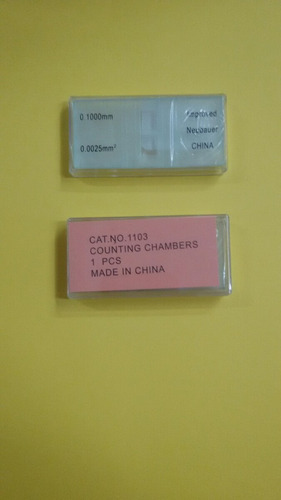 0.1000mm
Improved
Neubauer
0.0025mm²
CHINA
CAT.NO.1103
COUNTING CHAMBERS
1 PCS
MADE IN CHINA